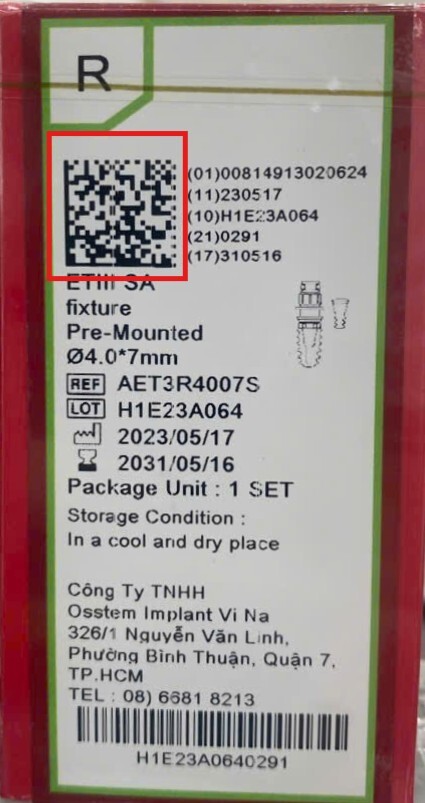 R
(01)00814913020624
(11)230517
(10)H1E23A064
(21)0291
(17)310516
ETIII SA
fixture
Pre-Mounted
Ø4.0*7mm
REF AET3R4007S
LOT H1E23A064
2023/05/17
2031/05/16
Package Unit : 1 SET
Storage Condition :
In a cool and dry place
Công Ty TNHH
Osstem Implant Vi Na
326/1 Nguyễn Văn Linh,
Phường Bình Thuận, Quận 7,
TP.HCM
TEL : 08) 6681 8213
H1E23A0640291